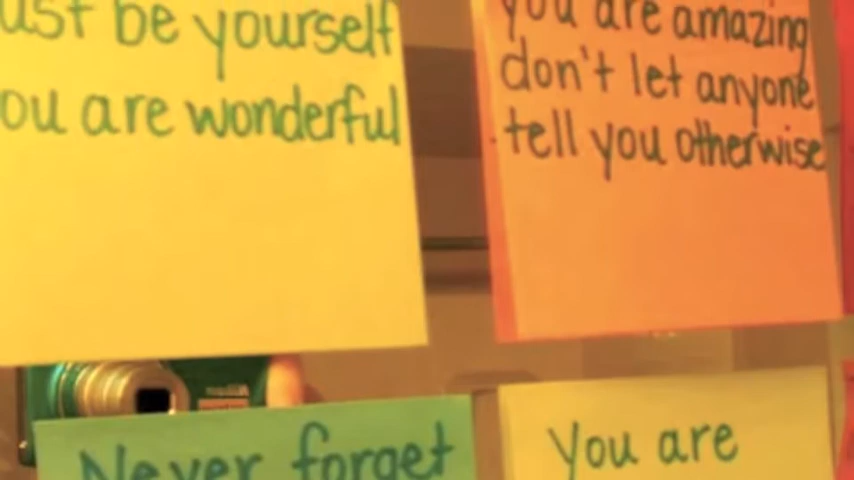 ust be yourself
ou are wonderful
you are amazing
don't let anyone
tell you otherwise
Never forget
You are